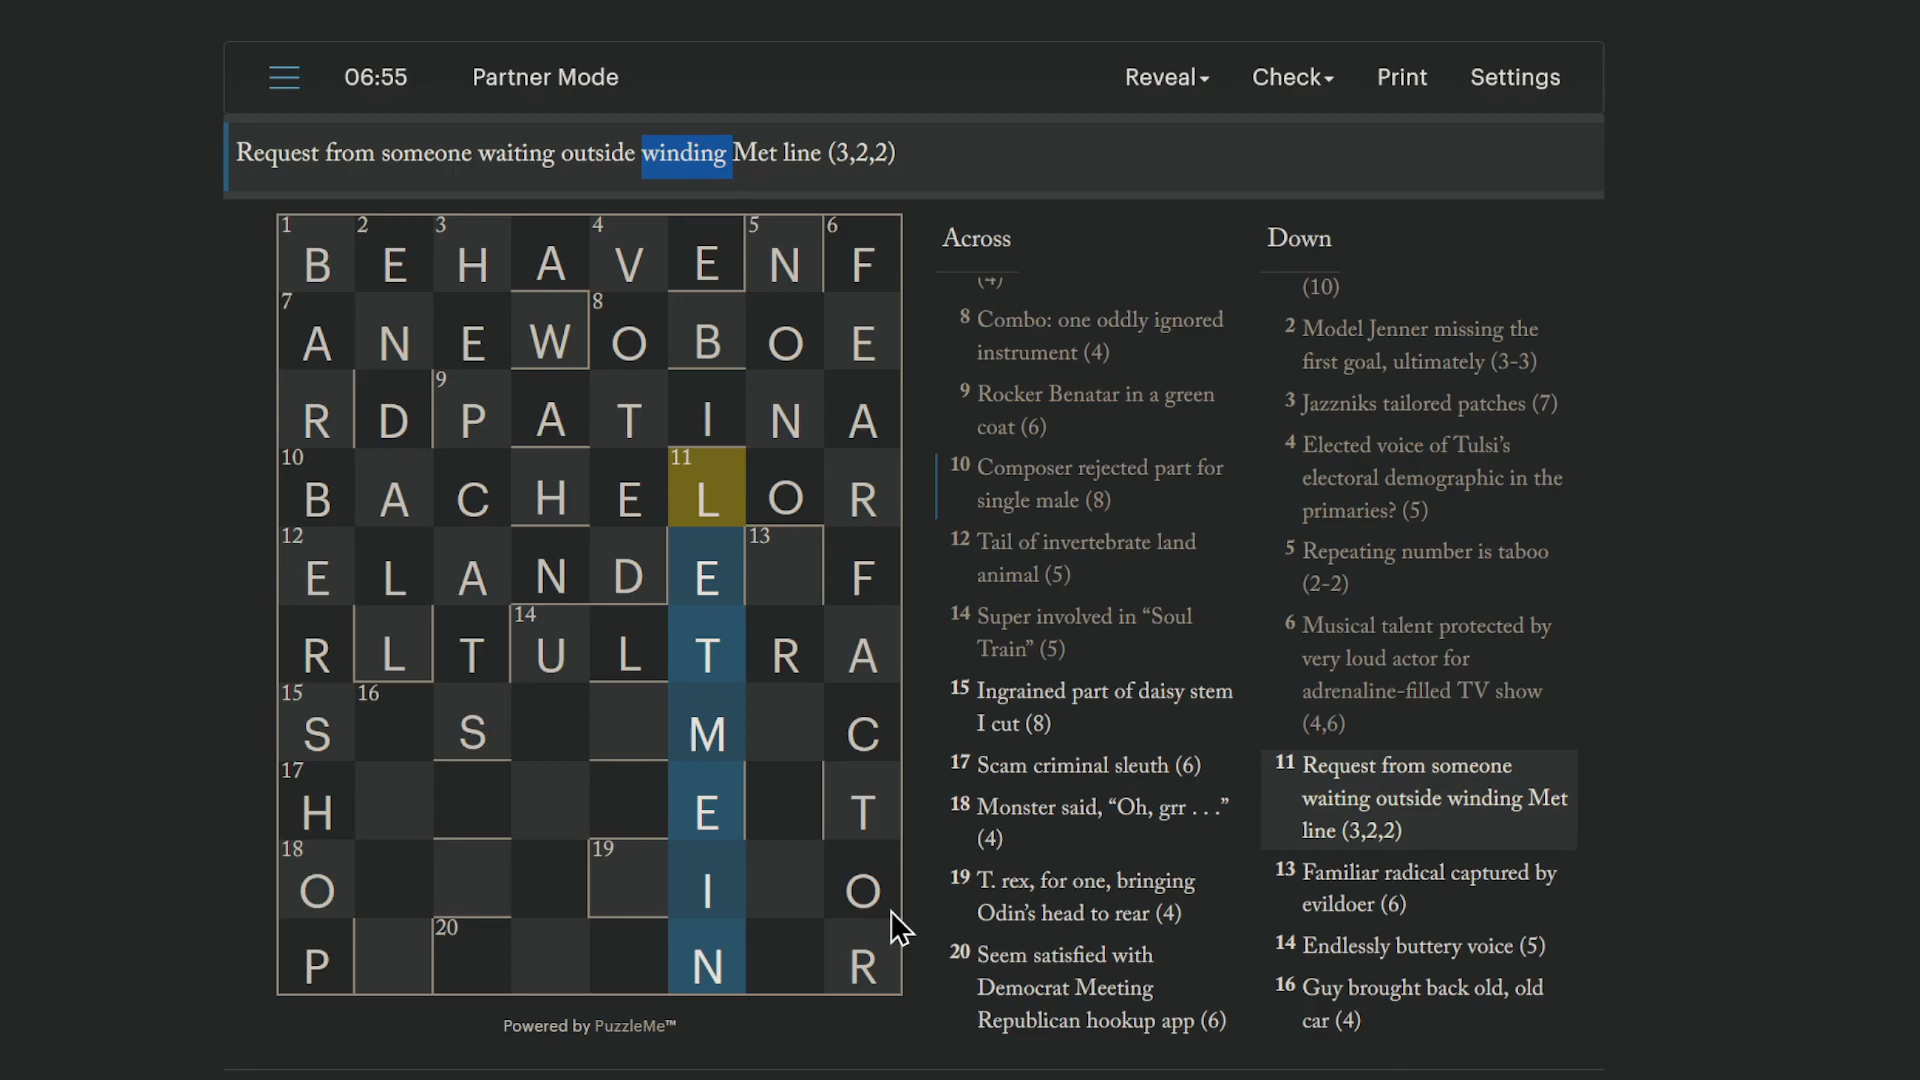 06:55 Partner Mode Reveal Check Print Settings
Request from someone waiting outside winding Met line (3,2,2)
1 B 2 E 3 H A 4 V E 5 N 6 F
7 A N E W 8 O B O E
R D 9 P A T I N A
10 B A C H E 11 L O R
12 E L A N D E 13 F
R L T 14 U L T R A
15 S 16 S M C
17 H E T
18 O 19 I O
P 20 N R
Powered by PuzzleMe™
Across
(4)
8 Combo: one oddly ignored
instrument (4)
9 Rocker Benatar in a green
coat (6)
10 Composer rejected part for
single male (8)
12 Tail of invertebrate land
animal (5)
14 Super involved in “Soul
Train” (5)
15 Ingrained part of daisy stem
I cut (8)
17 Scam criminal sleuth (6)
18 Monster said, “Oh, grr . . .”
(4)
19 T. rex, for one, bringing
Odin’s head to rear (4)
20 Seem satisfied with
Democrat Meeting
Republican hookup app (6)
Down
(10)
2 Model Jenner missing the
first goal, ultimately (3-3)
3 Jazzniks tailored patches (7)
4 Elected voice of Tulsi’s
electoral demographic in the
primaries? (5)
5 Repeating number is taboo
(2-2)
6 Musical talent protected by
very loud actor for
adrenaline-filled TV show
(4,6)
11 Request from someone
waiting outside winding Met
line (3,2,2)
13 Familiar radical captured by
evildoer (6)
14 Endlessly buttery voice (5)
16 Guy brought back old, old
car (4)